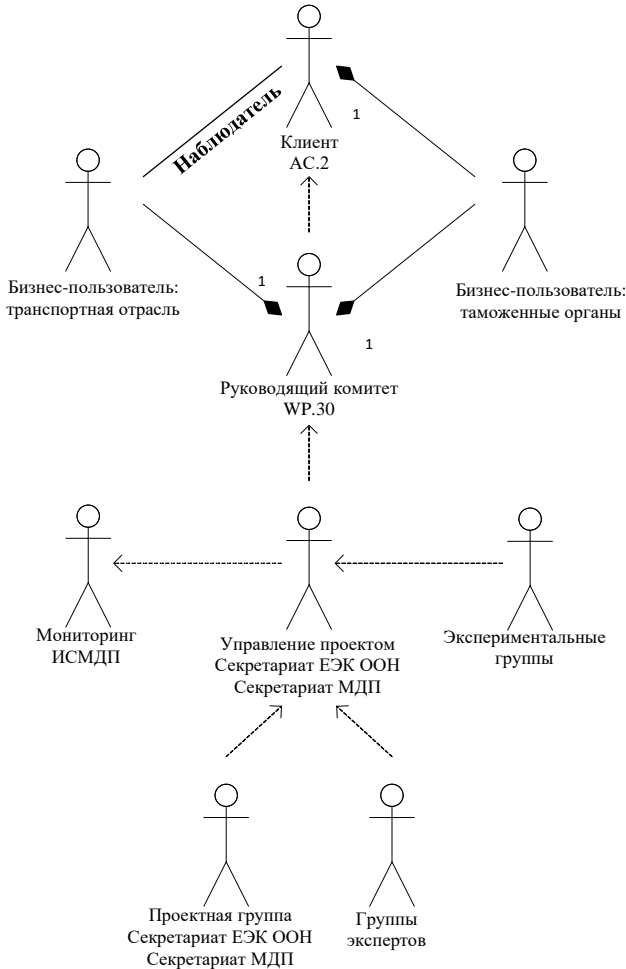 Наблюдатель
1
Клиент
АС.2
Бизнес-пользователь:
транспортная отрасль
Бизнес-пользователь:
таможенные органы
1
1
Руководящий комитет
WP.30
Мониторинг
ИСМДП
Управление проектом
Секретариат ЕЭК ООН
Секретариат МДП
Экспериментальные
группы
Проектная группа
Секретариат ЕЭК ООН
Секретариат МДП
Группы
экспертов